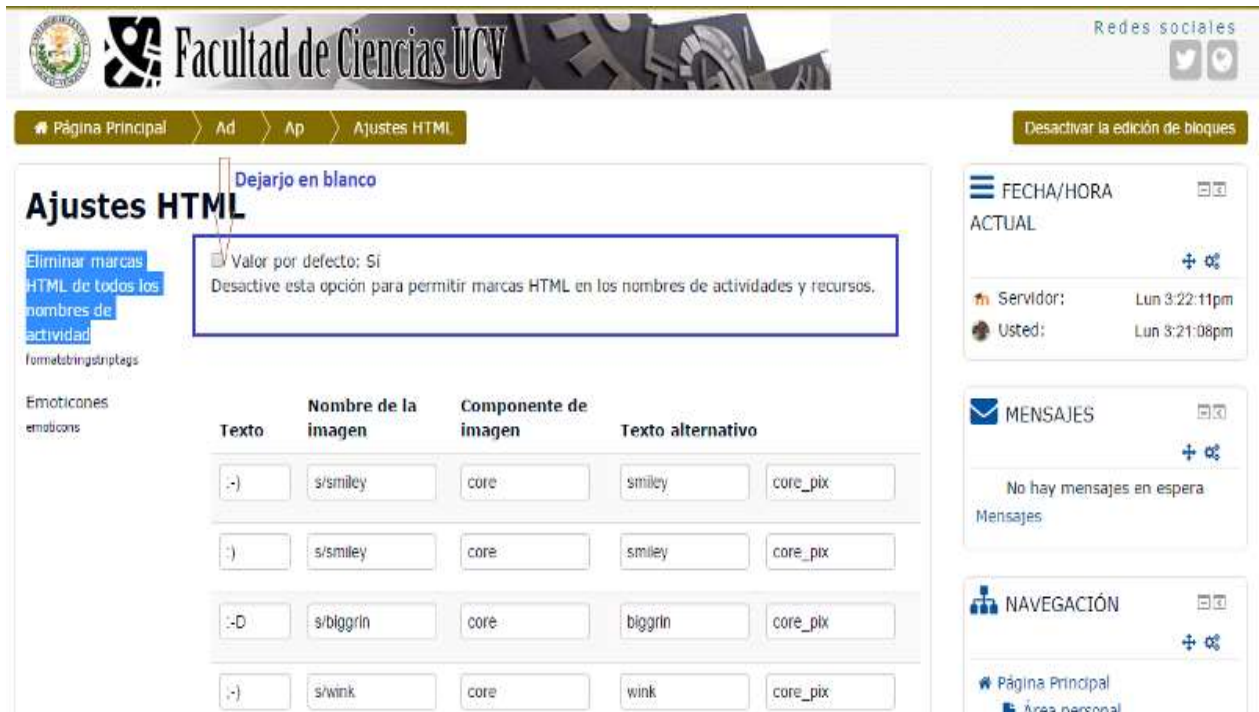 Facultad de Ciencias UCV
Redes sociales
Página Principal
Ad
Ap
Ajustes HTML
Desactivar la edición de bloques
Dejarjo en blanco
Ajustes HTML
Eliminar marcas
HTML de todos los
nombres de
actividad
formatstringstriptags
Valor por defecto: Sí
Desactive esta opción para permitir marcas HTML en los nombres de actividades y recursos.
Emoticones
emoticons
Texto
Nombre de la
imagen
Componente de
imagen
Texto alternativo
:-) s/smiley core smiley core_pix
:) s/smiley core smiley core_pix
:-D s/biggrin core biggrin core_pix
;-) s/wink core wink core_pix
FECHA/HORA
ACTUAL
Servidor: Lun 3:22:11pm
Usted: Lun 3:21:08pm
MENSAJES
No hay mensajes en espera
Mensajes
NAVEGACIÓN
Página Principal
Área personal